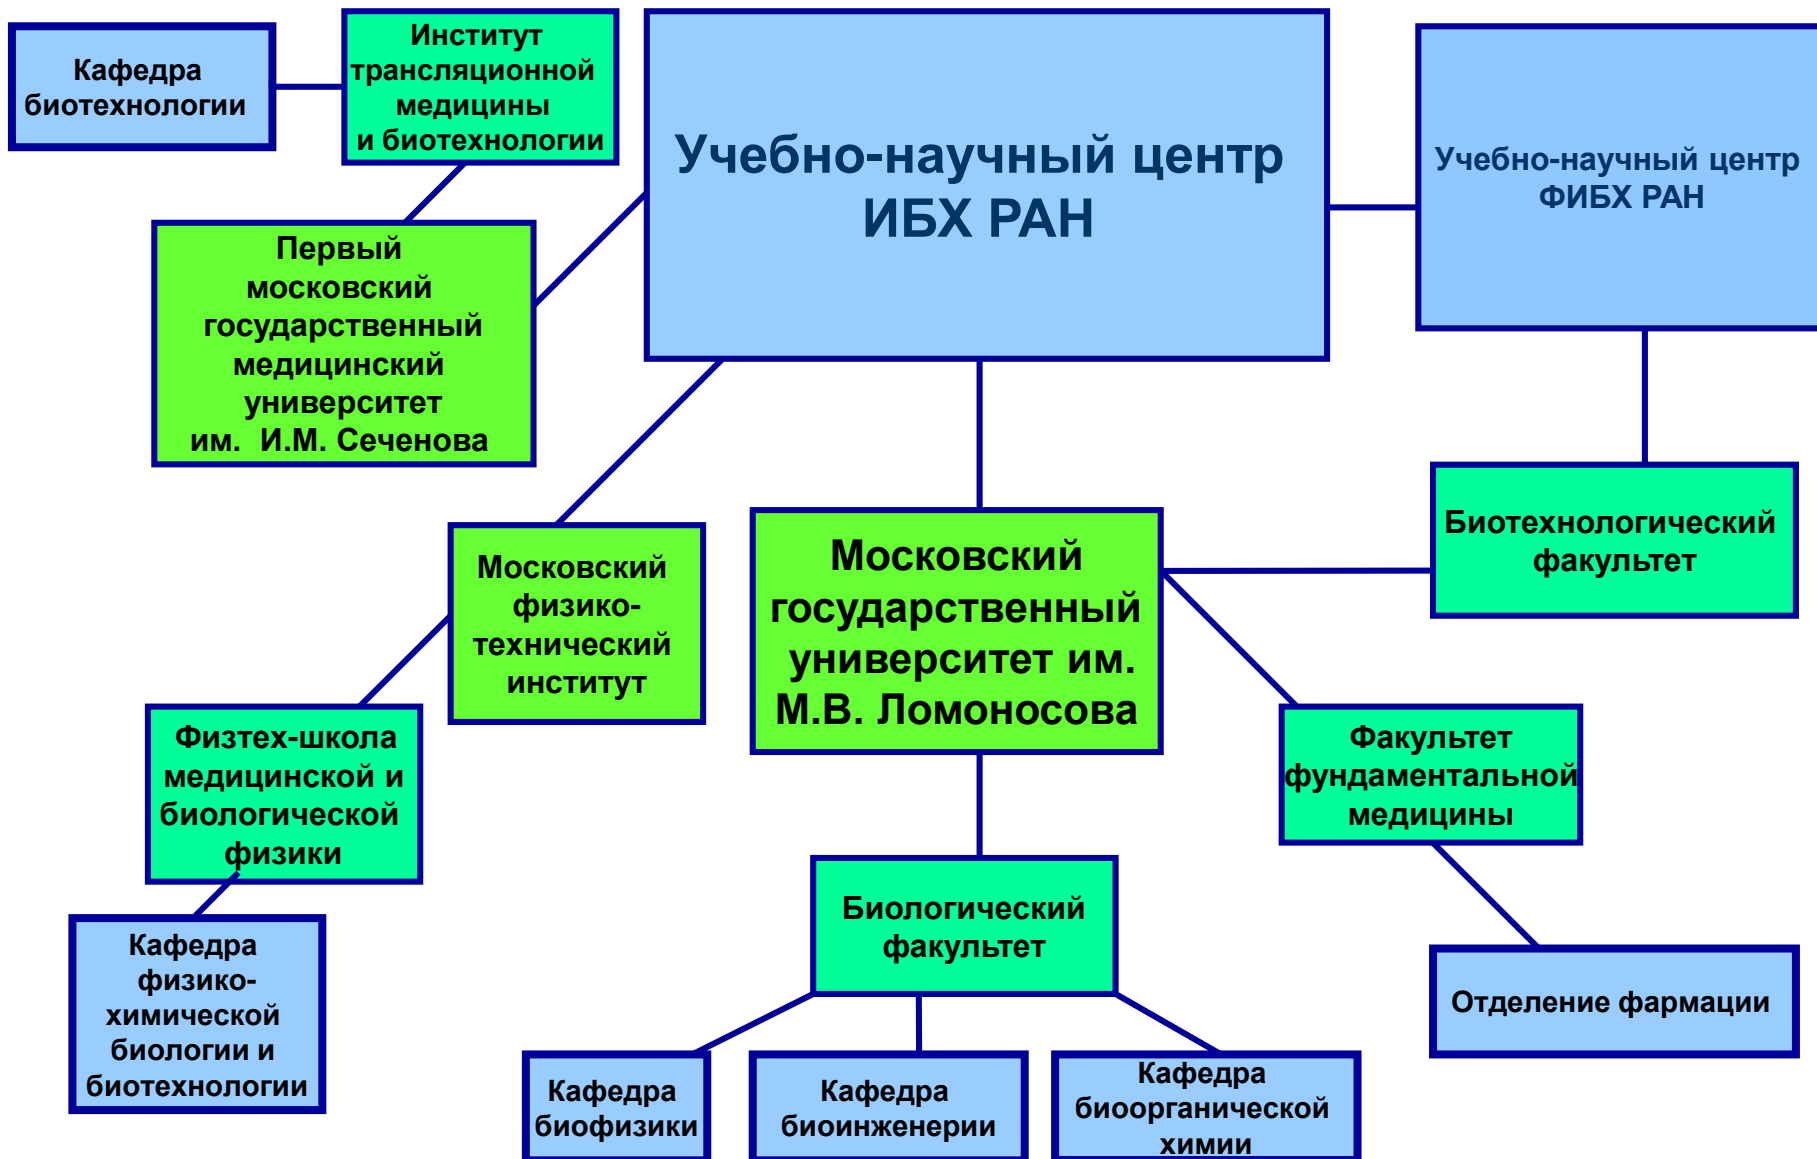 Кафедра
биотехнологии
Институт
трансляционной
медицины
и биотехнологии
Учебно-научный центр
ИБХ РАН
Учебно-научный центр
ФИБХ РАН
Первый
московский
государственный
медицинский
университет
им. И.М. Сеченова
Московский
физико-
технический
институт
Московский
государственный
университет им.
М.В. Ломоносова
Биотехнологический
факультет
Физтех-школа
медицинской и
биологической
физики
Факультет
фундаментальной
медицины
Кафедра
физико-
химической
биологии и
биотехнологии
Биологический
факультет
Отделение фармации
Кафедра
биофизики
Кафедра
биоинженерии
Кафедра
биоорганической
химии